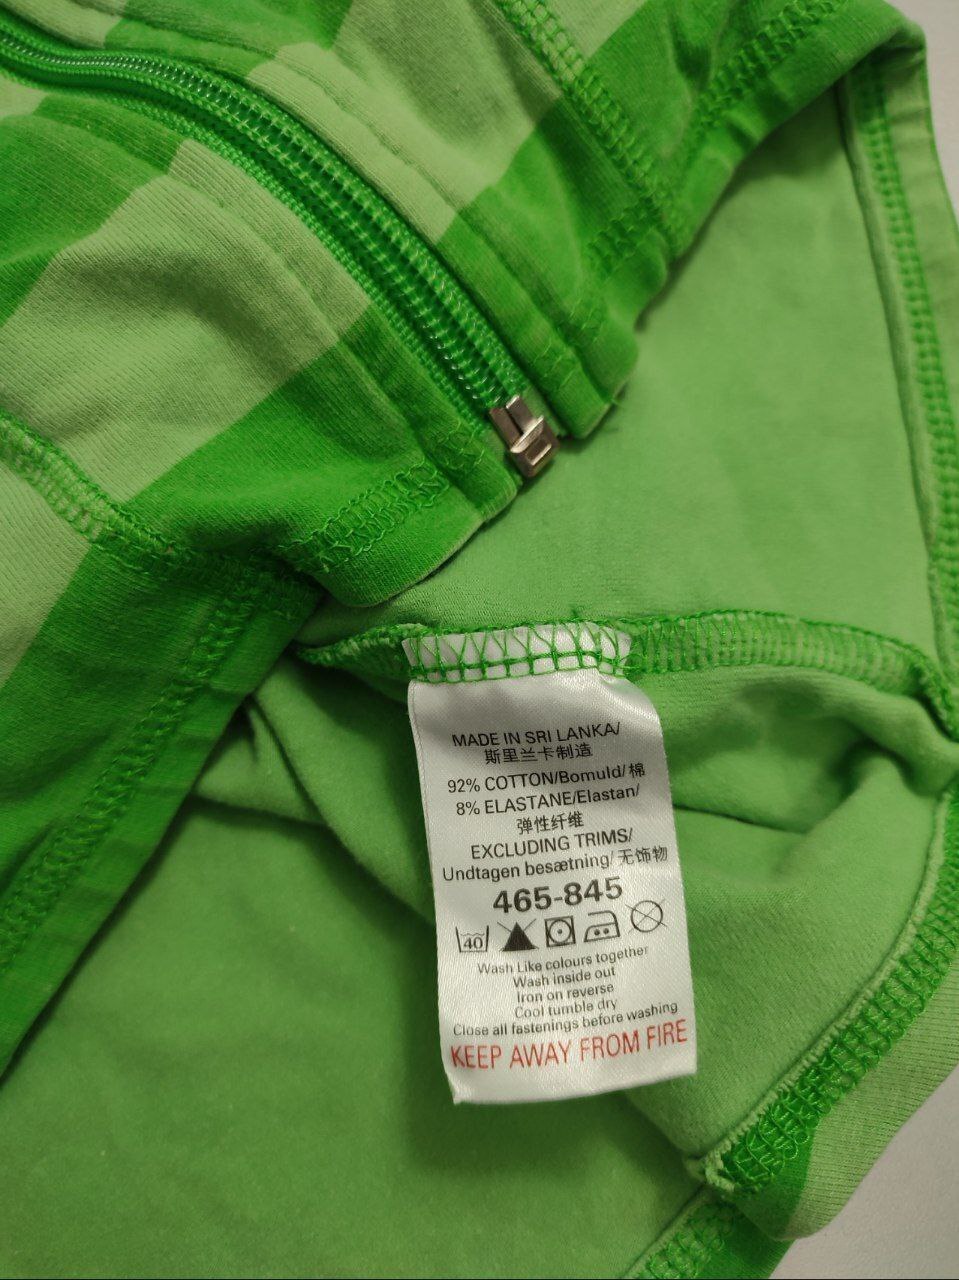 MADE IN SRI LANKA/
斯里兰卡制造
92% COTTON/Bomuld/棉
8% ELASTANE/Elastan/
弹性纤维
EXCLUDING TRIMS/
Undtagen besætning/无饰物
465-845
40
Wash Like colours together
Wash inside out
Iron on reverse
Cool tumble dry
Close all fastenings before washing
KEEP AWAY FROM FIRE